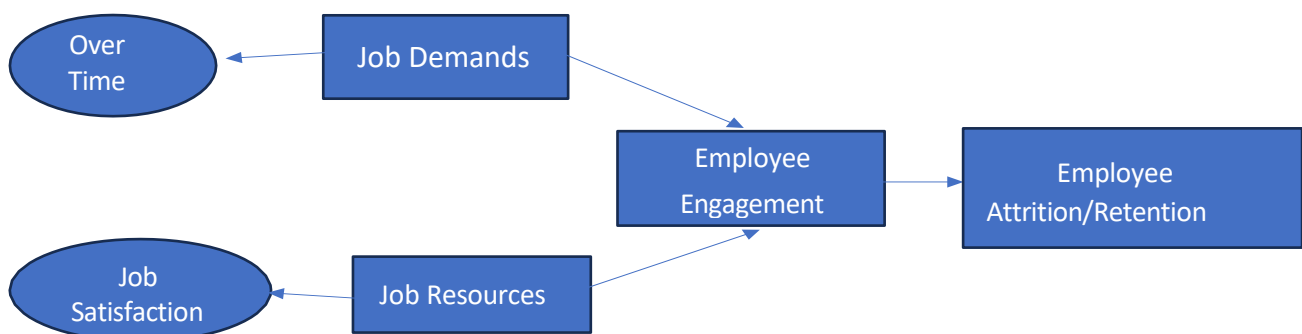 Over
Time
Job Demands
Employee
Engagement
Employee
Attrition/Retention
Job
Satisfaction
Job Resources